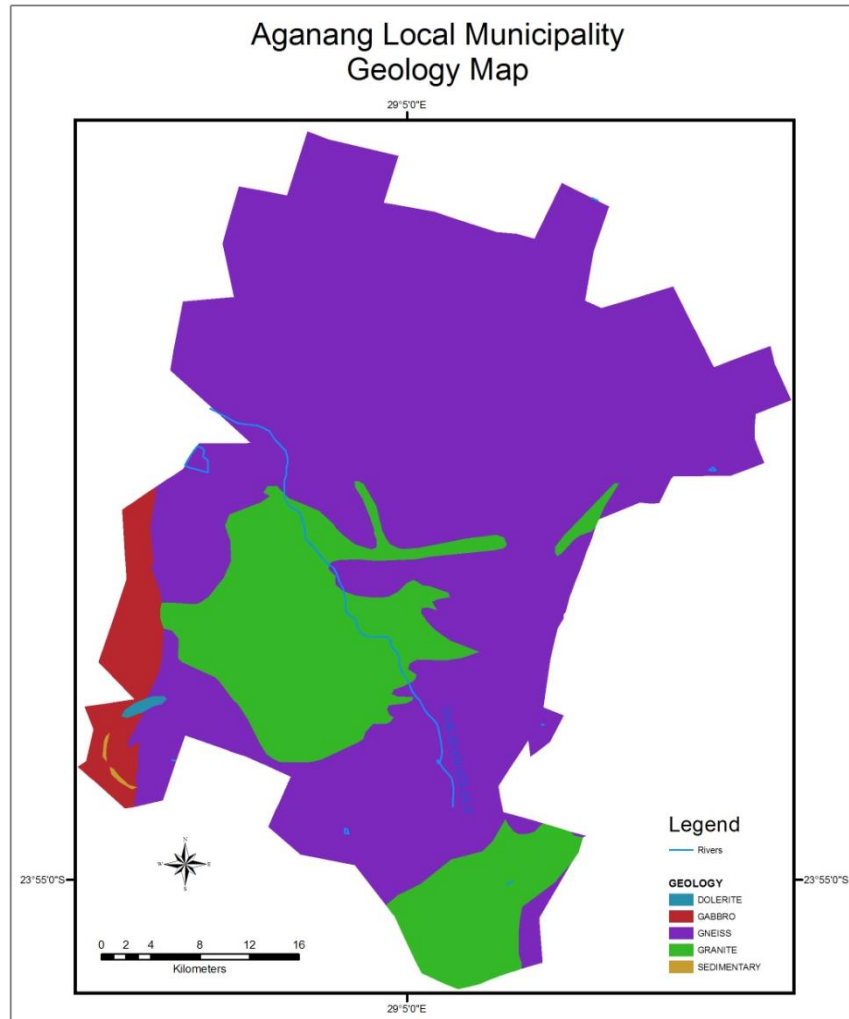 Aganang Local Municipality
Geology Map
29°5'0"E
23°55'0"S
23°55'0"S
N
W
E
S
0 2 4 8 12 16
Kilometers
Legend
Rivers
GEOLOGY
DOLERITE
GABBRO
GNEISS
GRANITE
SEDIMENTARY
29°5'0"E